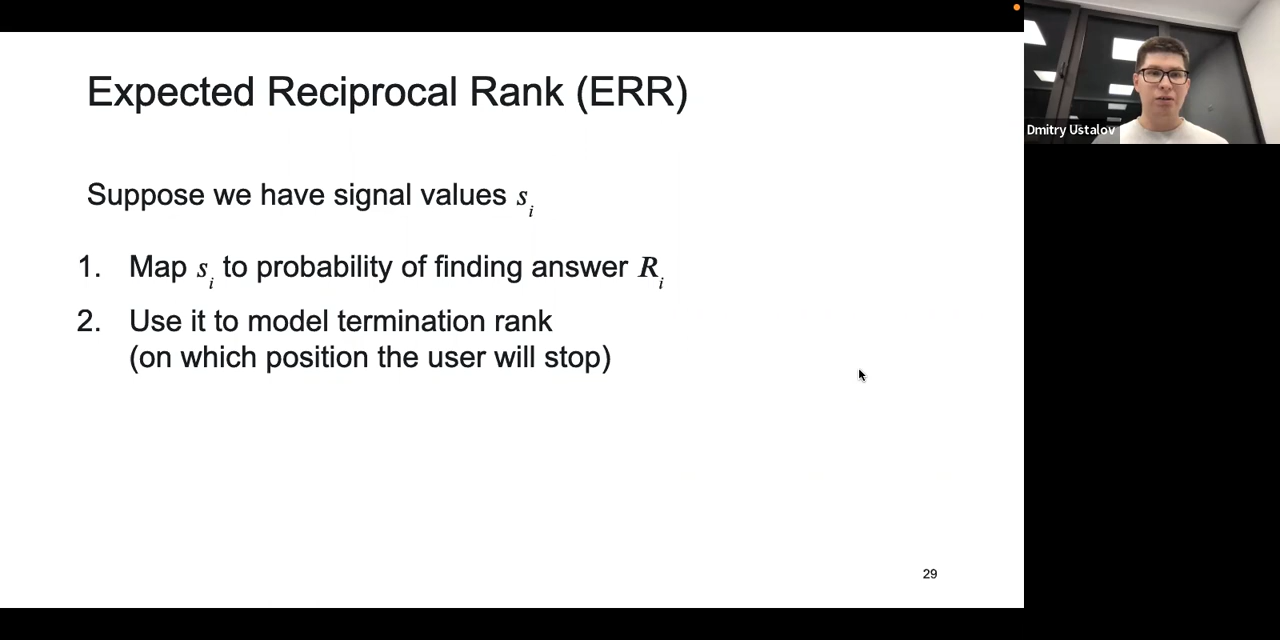 Expected Reciprocal Rank (ERR)
Dmitry Ustalov
Suppose we have signal values s_i
1. Map s_i to probability of finding answer R_i
2. Use it to model termination rank
(on which position the user will stop)
29